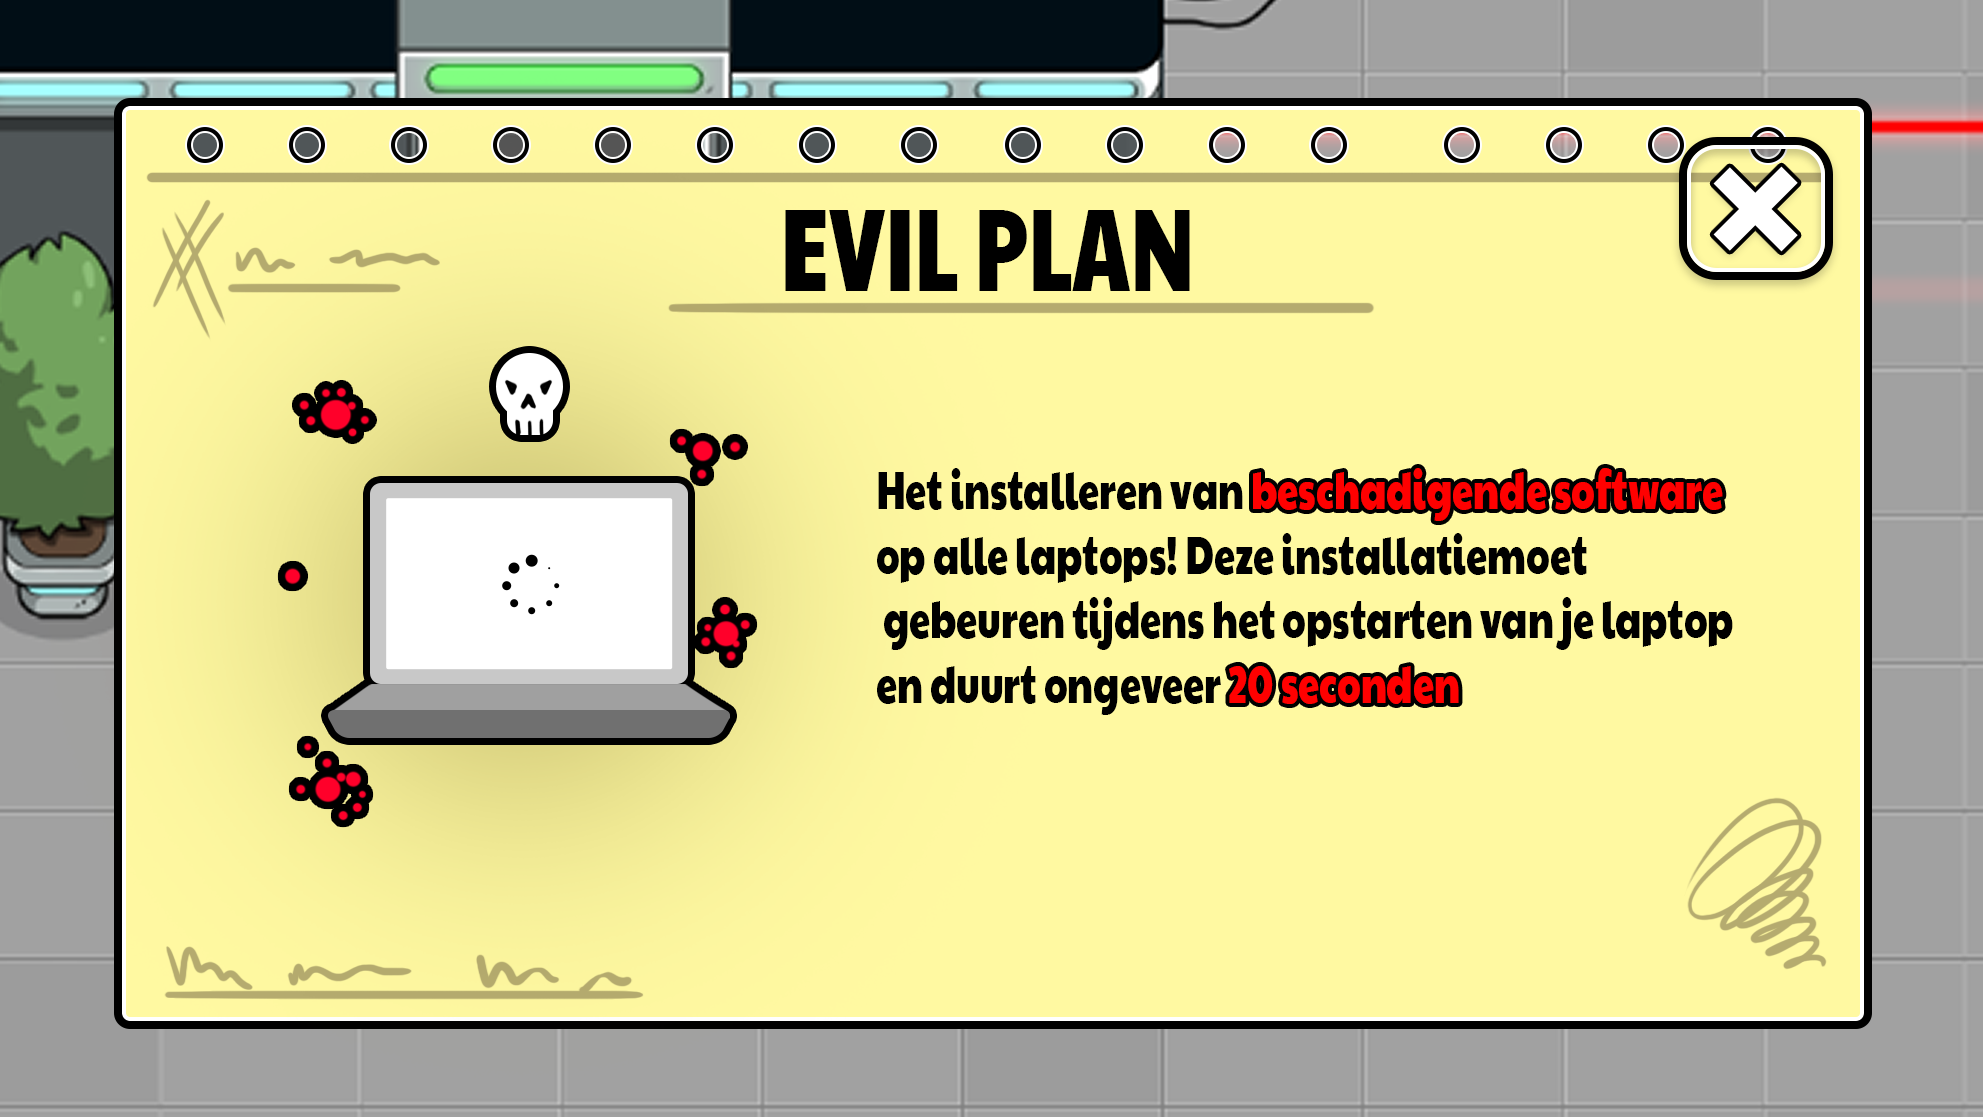 EVIL PLAN
Het installeren van beschadigende software
op alle laptops! Deze installatiemoet
gebeuren tijdens het opstarten van je laptop
en duurt ongeveer 20 seconden